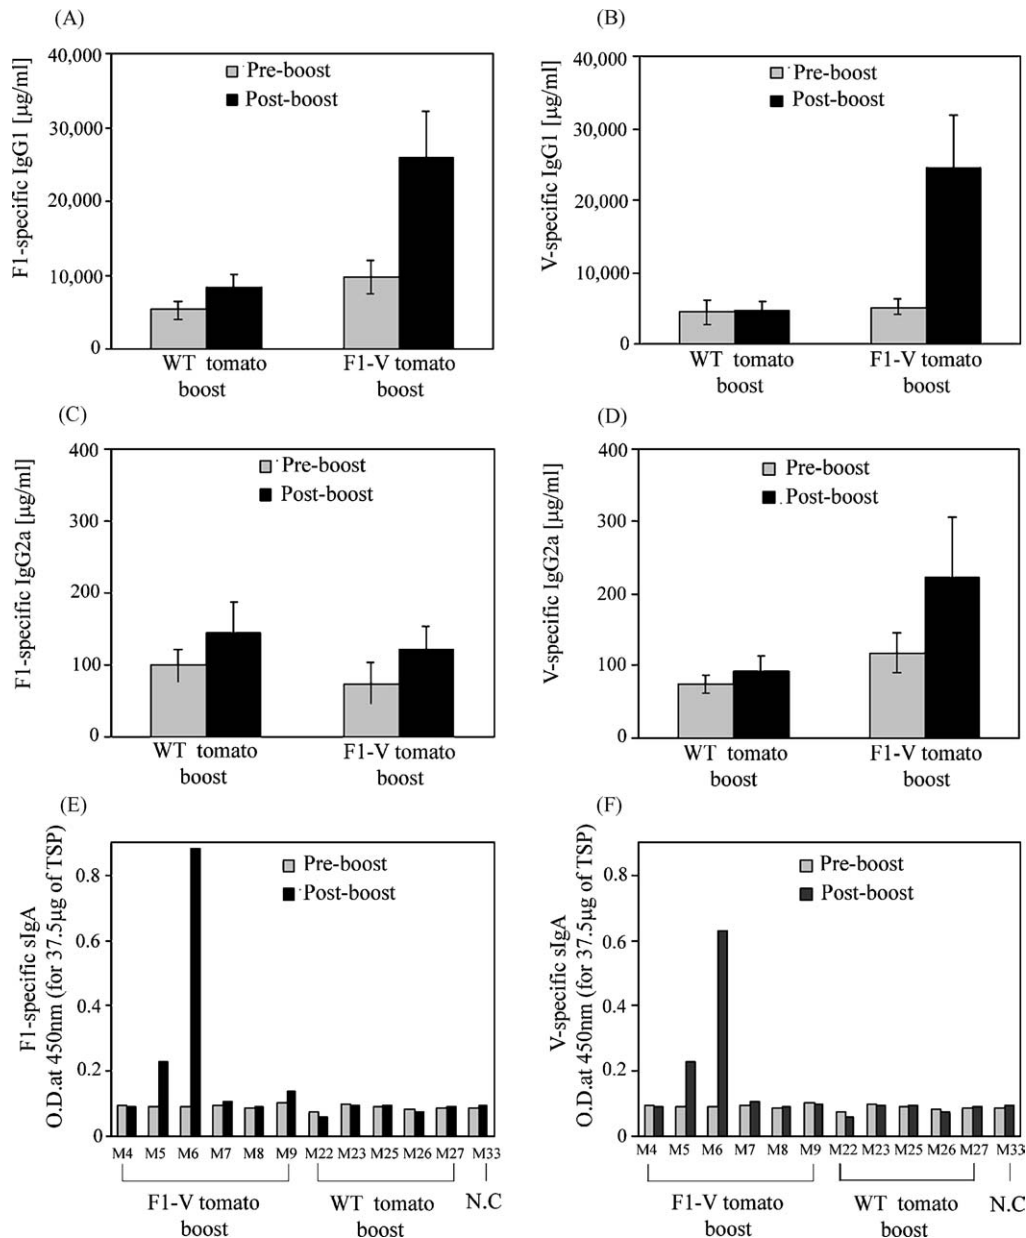 (A)
F1-specific IgG1 [µg/ml]
40,000
30,000
20,000
10,000
0
Pre-boost
Post-boost
WT tomato
boost
F1-V tomato
boost
(B)
V-specific IgG1 [µg/ml]
40,000
30,000
20,000
10,000
0
Pre-boost
Post-boost
WT tomato
boost
F1-V tomato
boost
(C)
F1-specific IgG2a [µg/ml]
400
300
200
100
0
Pre-boost
Post-boost
WT tomato
boost
F1-V tomato
boost
(D)
V-specific IgG2a [µg/ml]
400
300
200
100
0
Pre-boost
Post-boost
WT tomato
boost
F1-V tomato
boost
(E)
F1-specific sIgA
O.D.at 450nm (for 37.5µg of TSP)
0.8
0.6
0.4
0.2
0
Pre-boost
Post-boost
M4 M5 M6 M7 M8 M9 M22 M23 M25 M26 M27 M33
F1-V tomato
boost
WT tomato
boost
N.C
(F)
V-specific sIgA
O.D.at 450nm (for 37.5µg of TSP)
0.8
0.6
0.4
0.2
0
Pre-boost
Post-boost
M4 M5 M6 M7 M8 M9 M22 M23 M25 M26 M27 M33
F1-V tomato
boost
WT tomato
boost
N.C